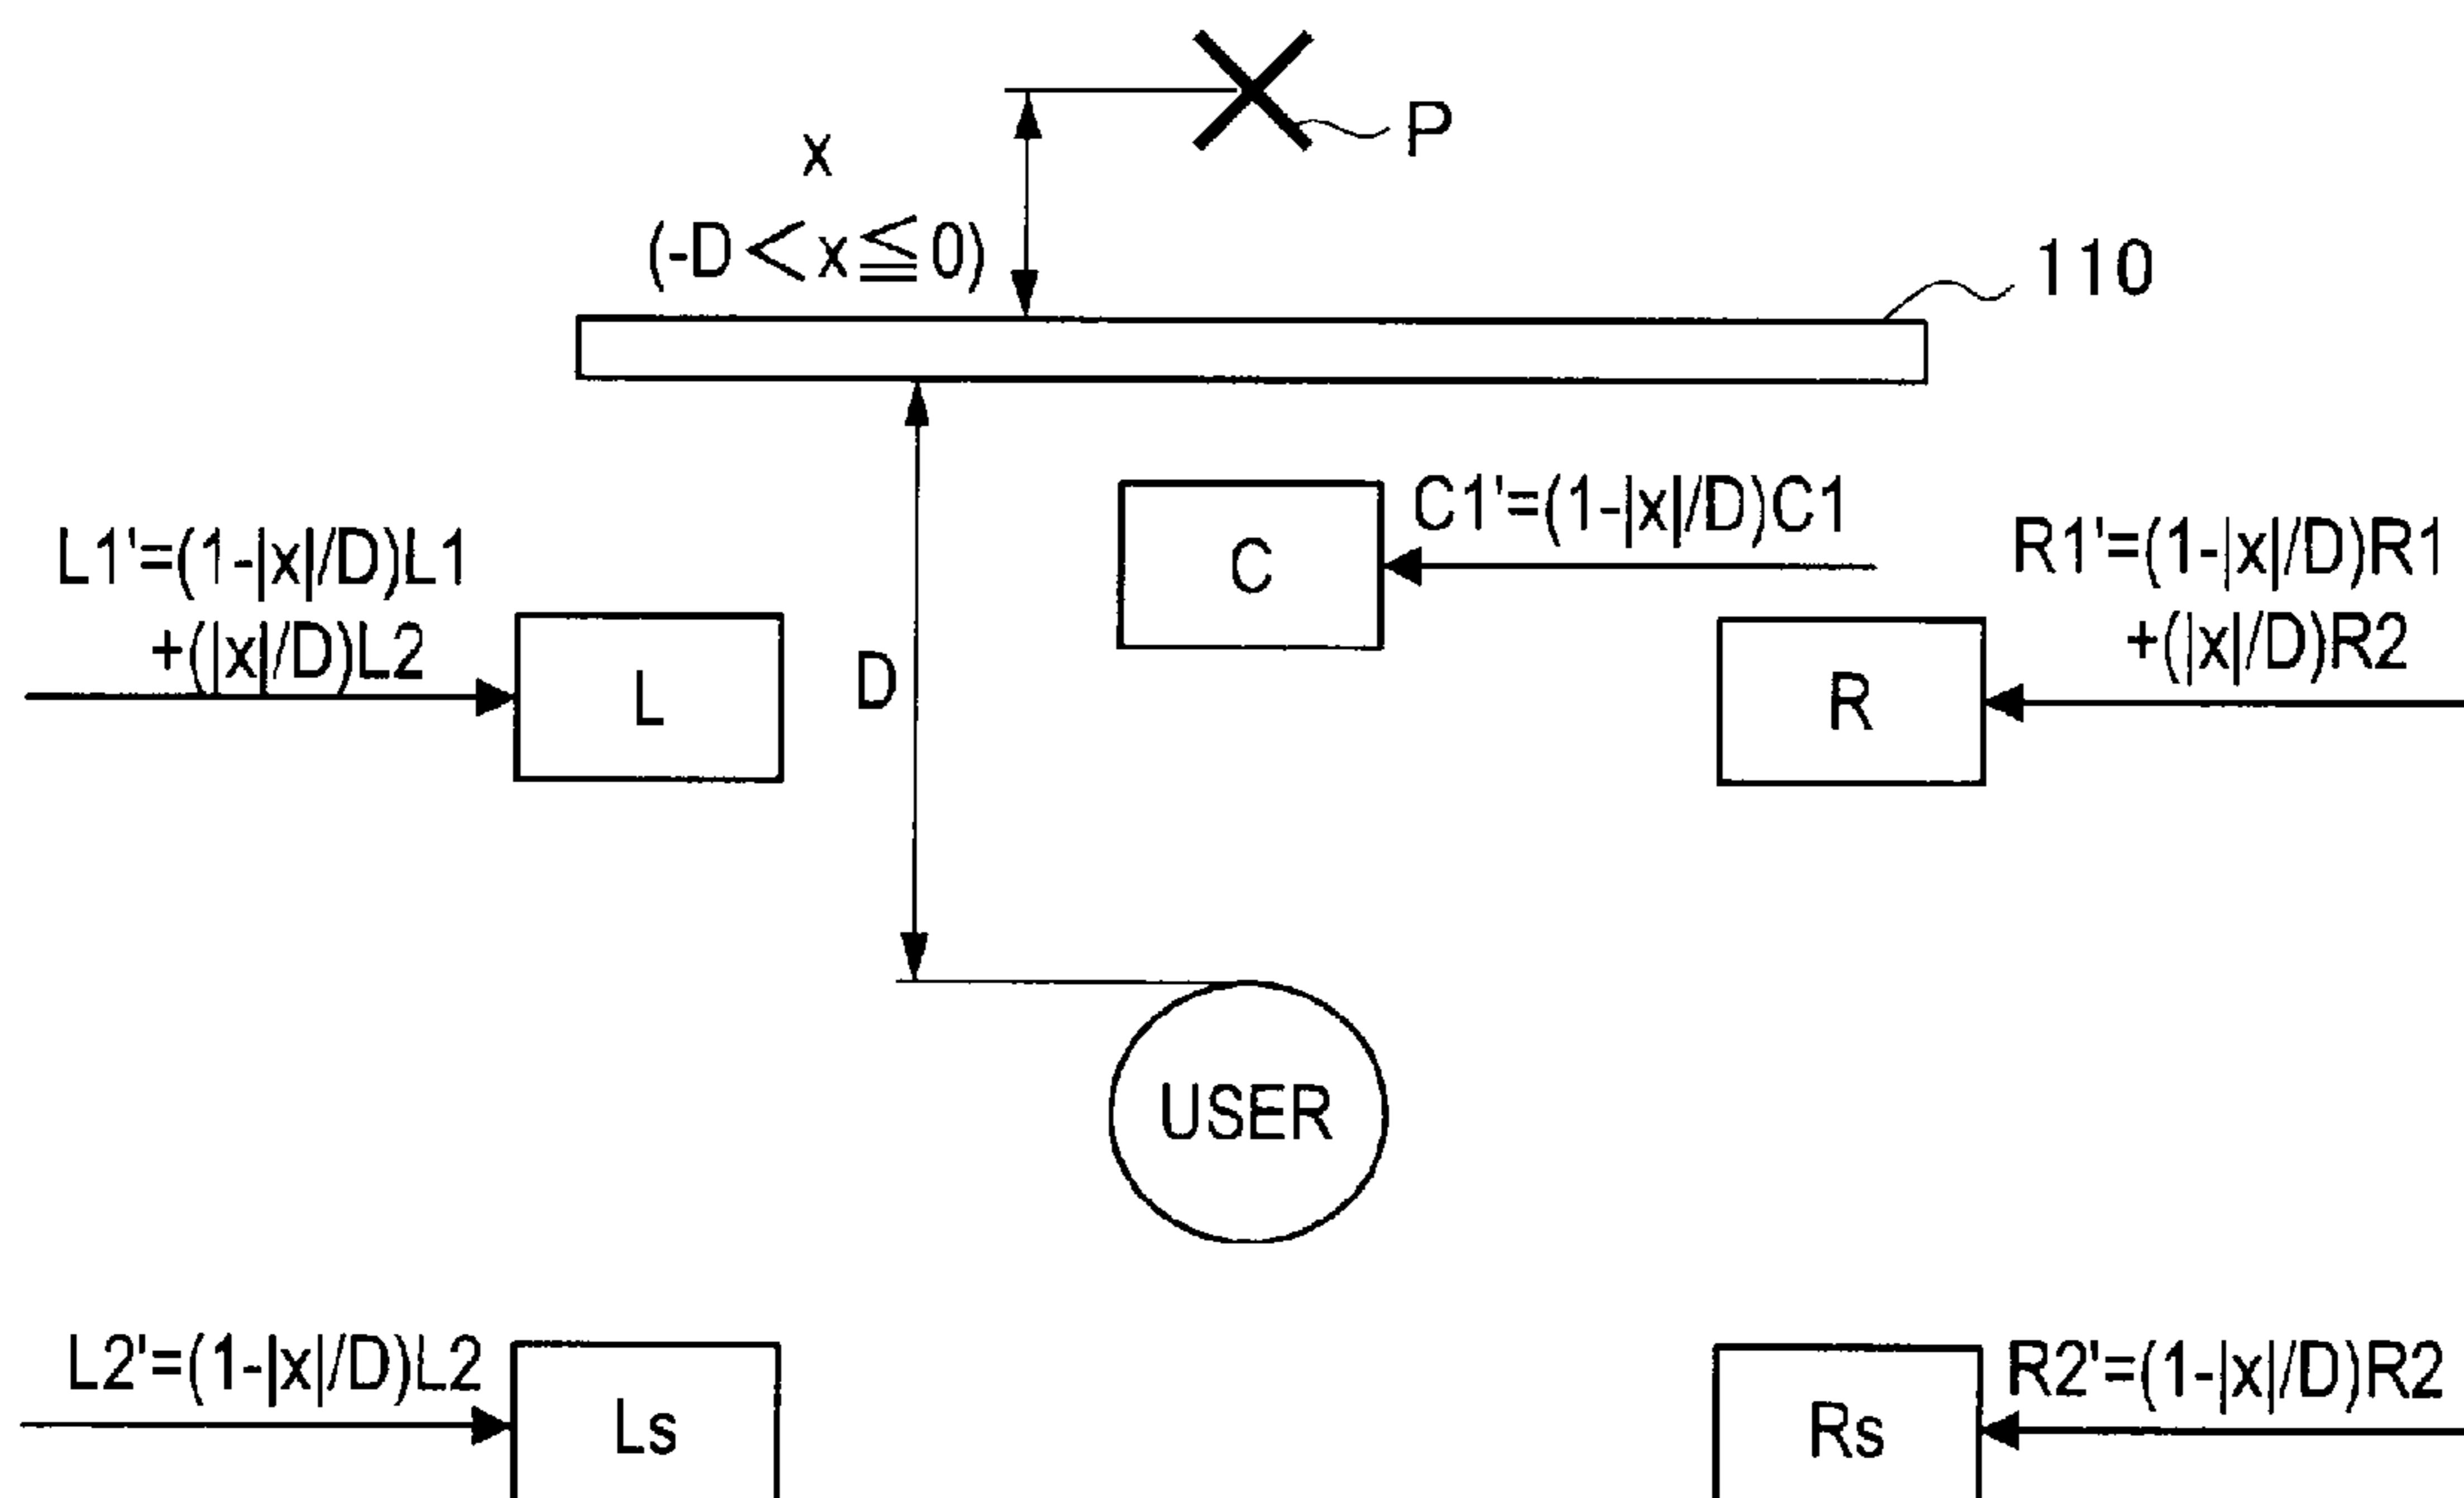 P
x
(-D<x≦0)
110
C1'=(1-|x|/D)C1
L1'=(1-|x|/D)L1
+(|x|/D)L2
R1'=(1-|x|/D)R1
+(|x|/D)R2
C
L
D
R
USER
L2'=(1-|x|/D)L2
Ls
R2'=(1-|x|/D)R2
Rs